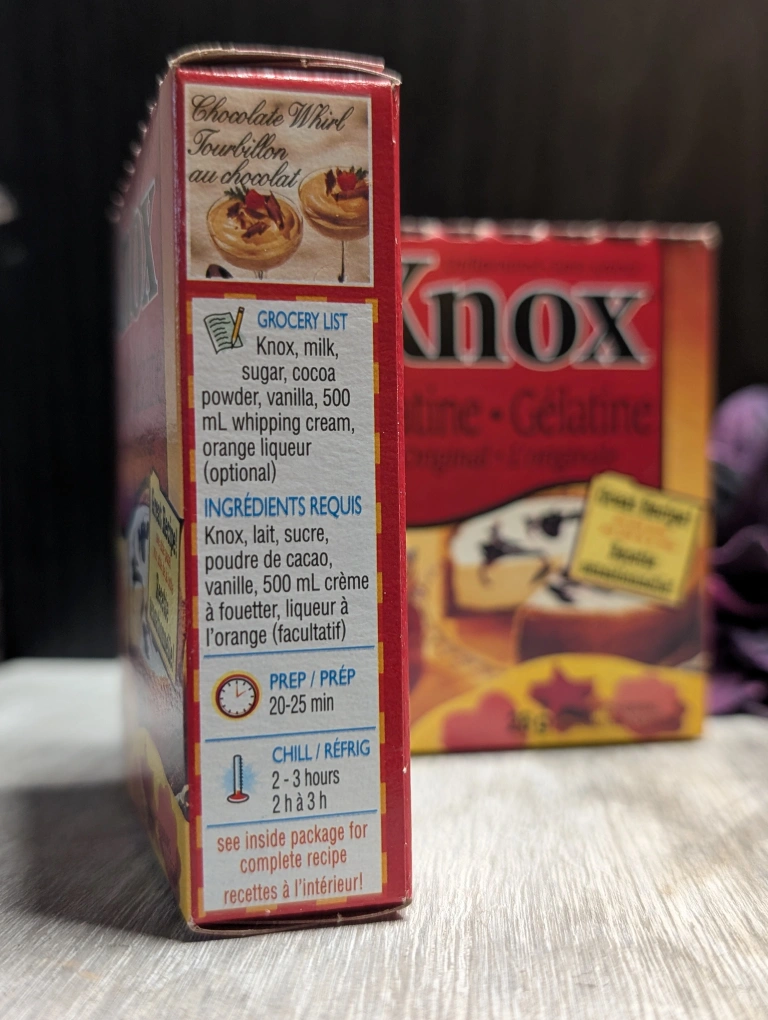 Chocolate Whirl
Tourbillon
au chocolat
GROCERY LIST
Knox, milk,
sugar, cocoa
powder, vanilla, 500
mL whipping cream,
orange liqueur
(optional)
INGRÉDIENTS REQUIS
Knox, lait, sucre,
poudre de cacao,
vanille, 500 mL crème
à fouetter, liqueur à
l'orange (facultatif)
PREP / PRÉP
20-25 min
CHILL / RÉFRIG
2 - 3 hours
2 h à 3 h
see inside package for
complete recipe
recettes à l'intérieur!
Knox
tine • Gélatine
Original • L'originale